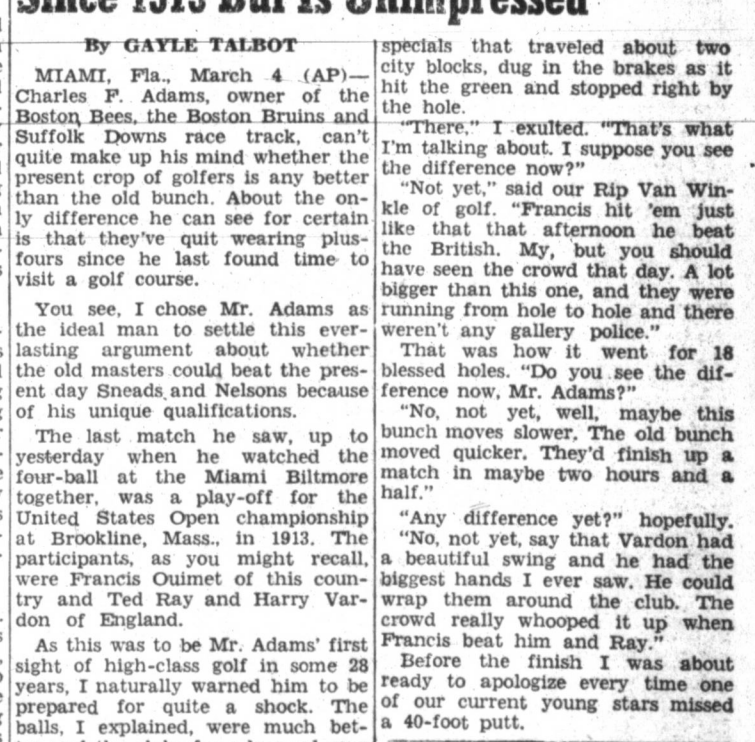 Since 1913 But Is Unimpressed
By GAYLE TALBOT
MIAMI, Fla., March 4 (AP)—
Charles F. Adams, owner of the
Boston Bees, the Boston Bruins and
Suffolk Downs race track, can't
quite make up his mind whether the
present crop of golfers is any better
than the old bunch. About the on-
ly difference he can see for certain
is that they've quit wearing plus-
fours since he last found time to
visit a golf course.
You see, I chose Mr. Adams as
the ideal man to settle this ever-
lasting argument about whether
the old masters could beat the pres-
ent day Sneads and Nelsons because
of his unique qualifications.
The last match he saw, up to
yesterday when he watched the
four-ball at the Miami Biltmore
together, was a play-off for the
United States Open championship
at Brookline, Mass., in 1913. The
participants, as you might recall,
were Francis Ouimet of this coun-
try and Ted Ray and Harry Var-
don of England.
As this was to be Mr. Adams' first
sight of high-class golf in some 28
years, I naturally warned him to be
prepared for quite a shock. The
balls, I explained, were much bet-
specials that traveled about two
city blocks, dug in the brakes as it
hit the green and stopped right by
the hole.
"There," I exulted. "That's what
I'm talking about. I suppose you see
the difference now?"
"Not yet," said our Rip Van Win-
kle of golf. "Francis hit 'em just
like that that afternoon he beat
the British. My, but you should
have seen the crowd that day. A lot
bigger than this one, and they were
running from hole to hole and there
weren't any gallery police."
That was how it went for 18
blessed holes. "Do you see the dif-
ference now, Mr. Adams?"
"No, not yet, well, maybe this
bunch moves slower. The old bunch
moved quicker. They'd finish up a
match in maybe two hours and a
half."
"Any difference yet?" hopefully.
"No, not yet, say that Vardon had
a beautiful swing and he had the
biggest hands I ever saw. He could
wrap them around the club. The
crowd really whooped it up when
Francis beat him and Ray."
Before the finish I was about
ready to apologize every time one
of our current young stars missed
a 40-foot putt.